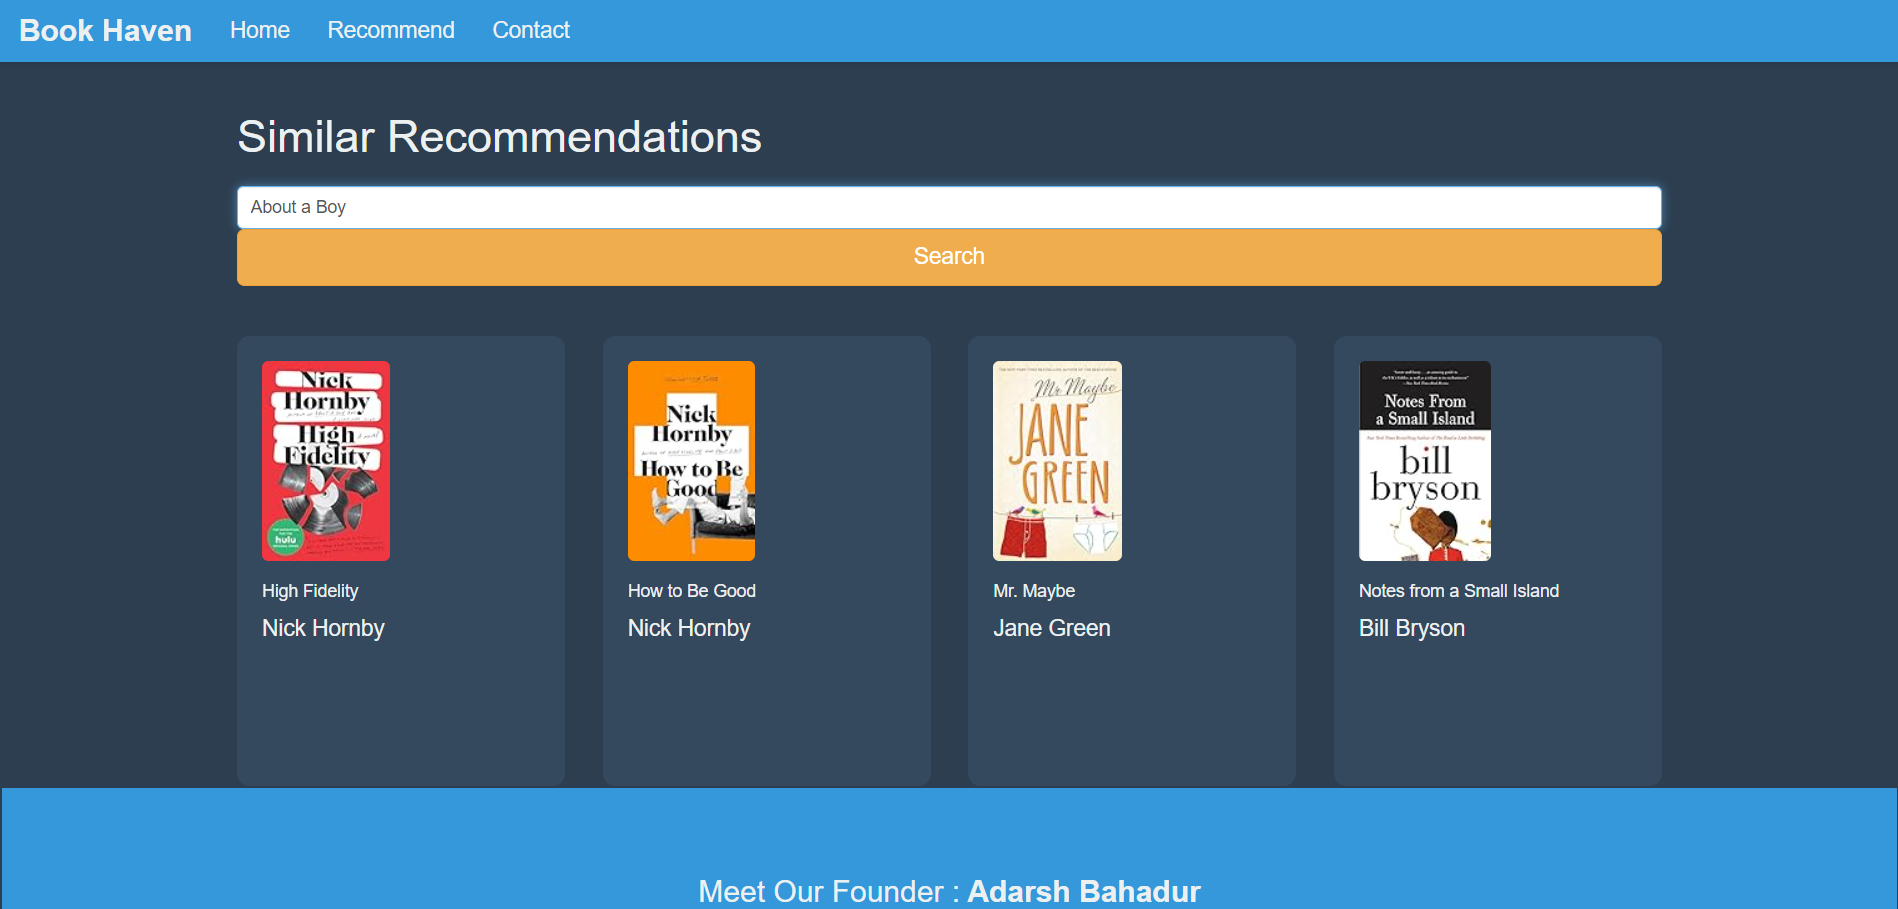 Book Haven Home Recommend Contact
Similar Recommendations
About a Boy
Search
Nick
Hornby
High
Fidelity
hulu
High Fidelity
Nick Hornby
Nick
Hornby
How to Be
Good
How to Be Good
Nick Hornby
Mr. Maybe
JANE
GREEN
Mr. Maybe
Jane Green
Notes From
a Small Island
bill
bryson
Notes from a Small Island
Bill Bryson
Meet Our Founder : Adarsh Bahadur